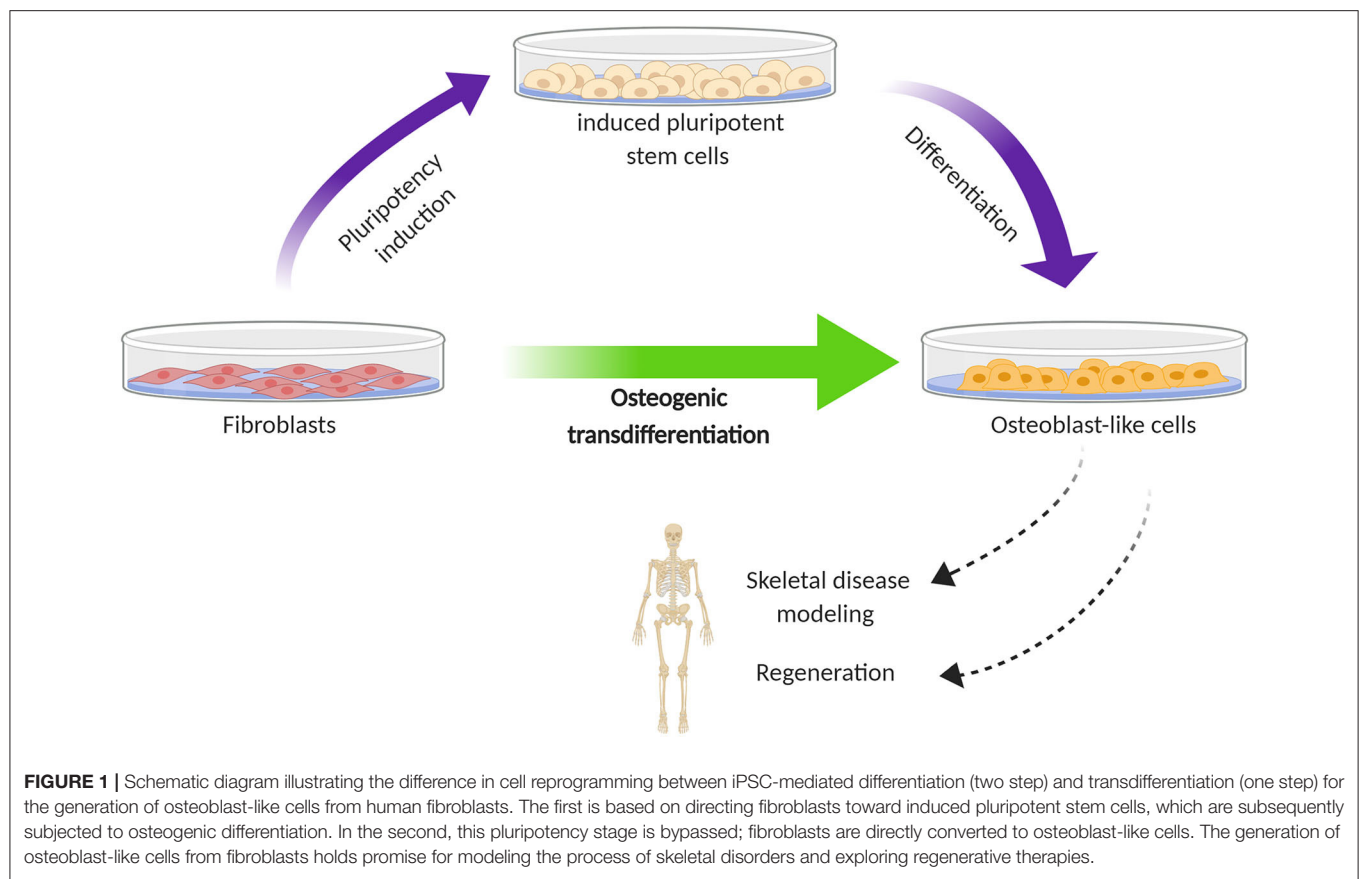 induced pluripotent
stem cells
Pluripotency
induction
Differentiation
Fibroblasts
Osteogenic
transdifferentiation
Osteoblast-like cells
Skeletal disease
modeling
Regeneration
FIGURE 1 | Schematic diagram illustrating the difference in cell reprogramming between iPSC-mediated differentiation (two step) and transdifferentiation (one step) for
the generation of osteoblast-like cells from human fibroblasts. The first is based on directing fibroblasts toward induced pluripotent stem cells, which are subsequently
subjected to osteogenic differentiation. In the second, this pluripotency stage is bypassed; fibroblasts are directly converted to osteoblast-like cells. The generation of
osteoblast-like cells from fibroblasts holds promise for modeling the process of skeletal disorders and exploring regenerative therapies.